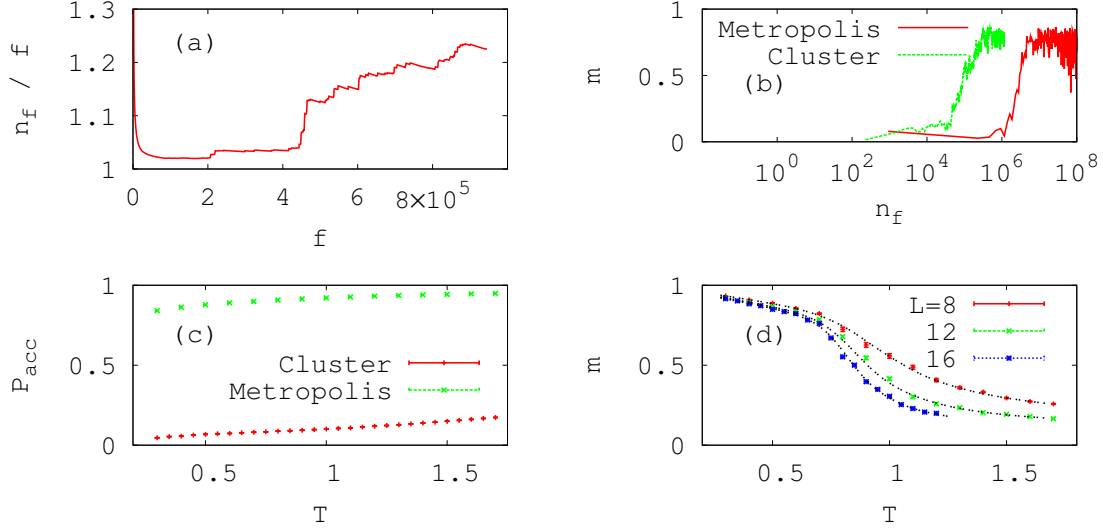 (a)
n_f / f
1.3
1.2
1.1
1
0 2 4 6 8×10^5
f
(b)
Metropolis
Cluster
m
1
0.5
0
10^0 10^2 10^4 10^6 10^8
n_f
(c)
Cluster
Metropolis
P_acc
1
0.5
0
0.5 1 1.5
T
(d)
L=8
12
16
m
1
0.5
0
0.5 1 1.5
T